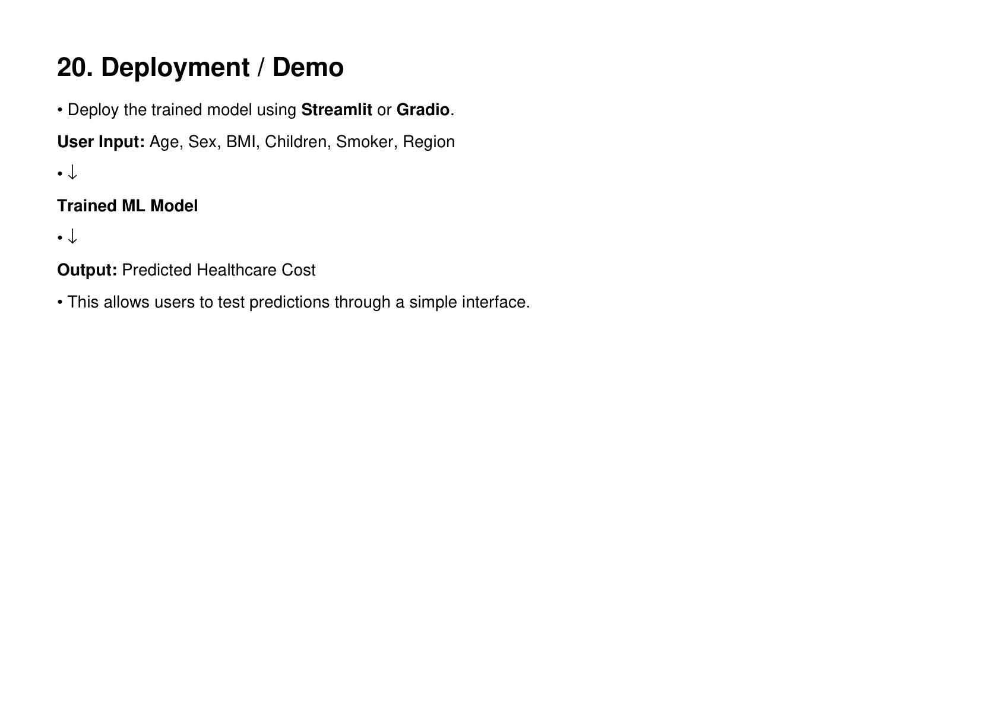 20. Deployment / Demo
• Deploy the trained model using Streamlit or Gradio.
User Input: Age, Sex, BMI, Children, Smoker, Region
• ↓
Trained ML Model
• ↓
Output: Predicted Healthcare Cost
• This allows users to test predictions through a simple interface.